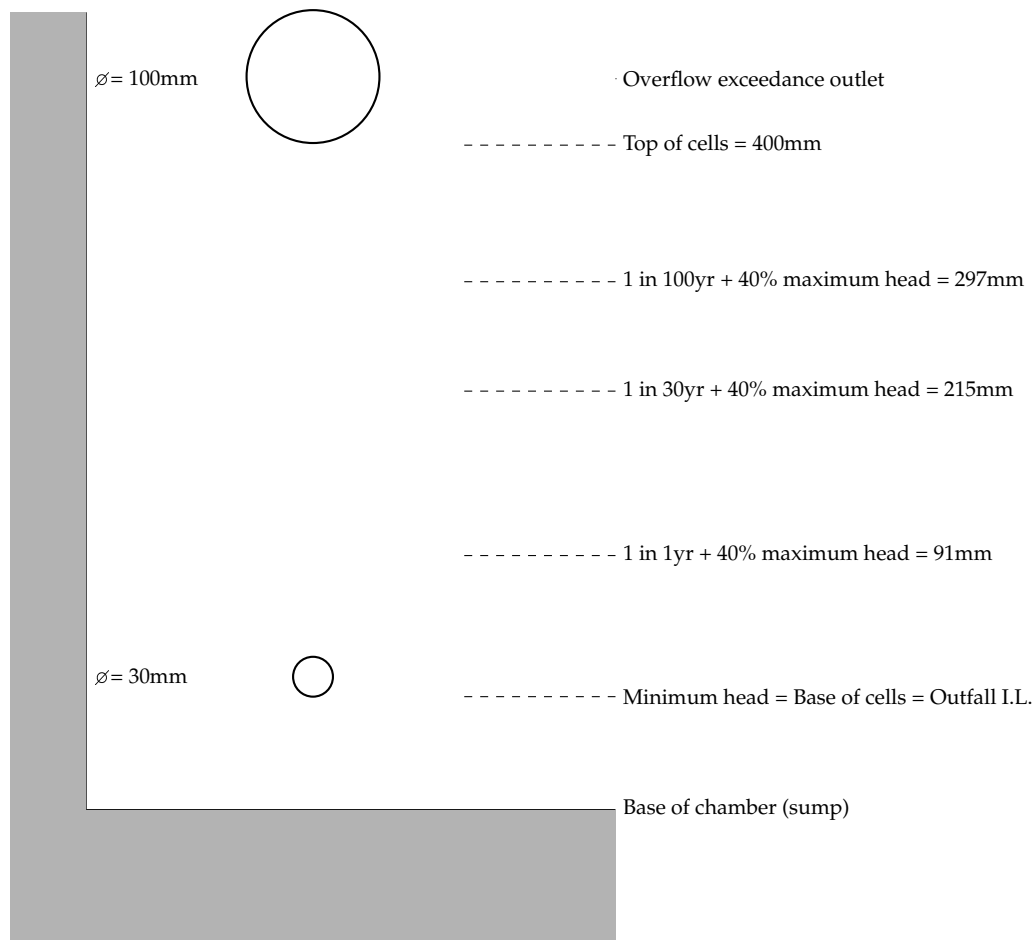 ⌀= 100mm
Overflow exceedance outlet
Top of cells = 400mm
1 in 100yr + 40% maximum head = 297mm
1 in 30yr + 40% maximum head = 215mm
1 in 1yr + 40% maximum head = 91mm
⌀= 30mm
Minimum head = Base of cells = Outfall I.L.
Base of chamber (sump)